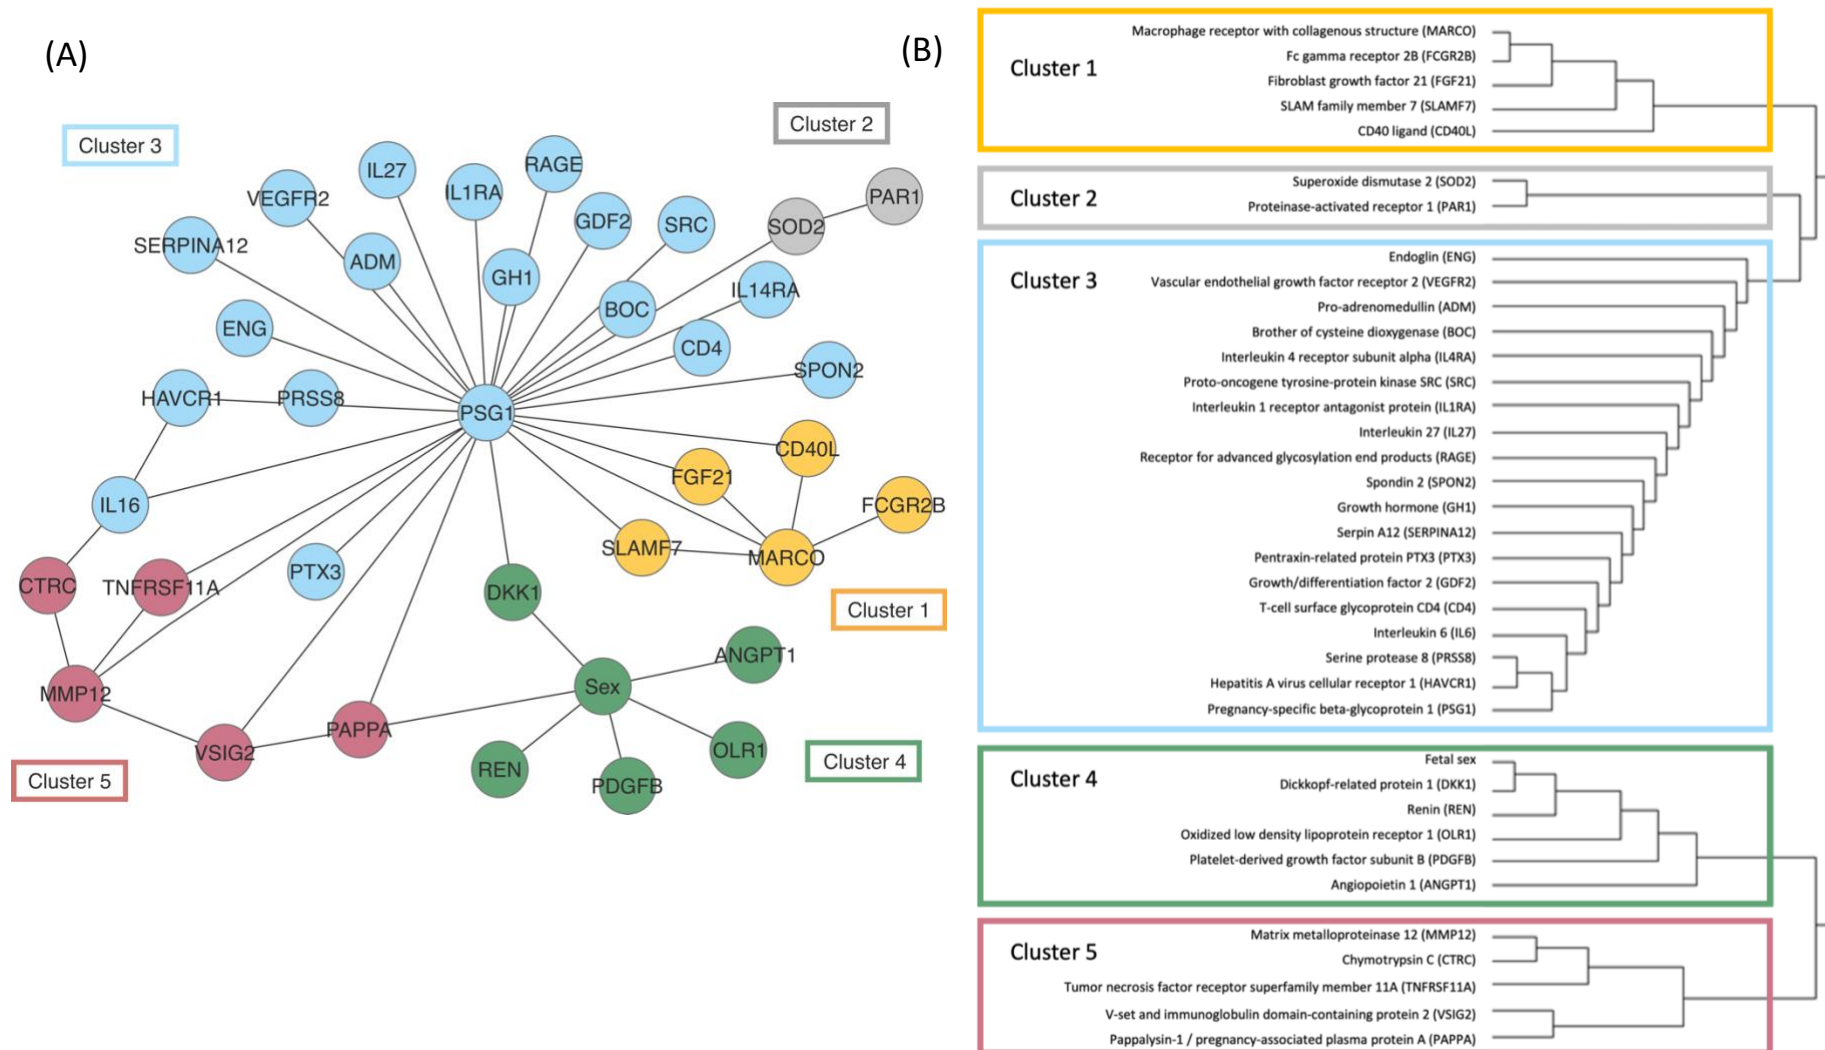 (A)
Cluster 3
Cluster 2
IL27
IL1RA
RAGE
VEGFR2
GDF2
SRC
SOD2
PAR1
SERPINA12
ADM
GH1
BOC
IL14RA
ENG
CD4
SPON2
HAVCR1
PRSS8
PSG1
CD40L
FGF21
FCGR2B
IL16
SLAMF7
MARCO
CTRC
TNFRSF11A
PTX3
DKK1
Cluster 1
ANGPT1
MMP12
Sex
PAPPA
VSIG2
REN
PDGFB
OLR1
Cluster 4
Cluster 5
(B)
Cluster 1
Macrophage receptor with collagenous structure (MARCO)
Fc gamma receptor 2B (FCGR2B)
Fibroblast growth factor 21 (FGF21)
SLAM family member 7 (SLAMF7)
CD40 ligand (CD40L)
Cluster 2
Superoxide dismutase 2 (SOD2)
Proteinase-activated receptor 1 (PAR1)
Cluster 3
Endoglin (ENG)
Vascular endothelial growth factor receptor 2 (VEGFR2)
Pro-adrenomedullin (ADM)
Brother of cysteine dioxygenase (BOC)
Interleukin 4 receptor subunit alpha (IL4RA)
Proto-oncogene tyrosine-protein kinase SRC (SRC)
Interleukin 1 receptor antagonist protein (IL1RA)
Interleukin 27 (IL27)
Receptor for advanced glycosylation end products (RAGE)
Spondin 2 (SPON2)
Growth hormone (GH1)
Serpin A12 (SERPINA12)
Pentraxin-related protein PTX3 (PTX3)
Growth/differentiation factor 2 (GDF2)
T-cell surface glycoprotein CD4 (CD4)
Interleukin 6 (IL6)
Serine protease 8 (PRSS8)
Hepatitis A virus cellular receptor 1 (HAVCR1)
Pregnancy-specific beta-glycoprotein 1 (PSG1)
Cluster 4
Fetal sex
Dickkopf-related protein 1 (DKK1)
Renin (REN)
Oxidized low density lipoprotein receptor 1 (OLR1)
Platelet-derived growth factor subunit B (PDGFB)
Angiopoietin 1 (ANGPT1)
Cluster 5
Matrix metalloproteinase 12 (MMP12)
Chymotrypsin C (CTRC)
Tumor necrosis factor receptor superfamily member 11A (TNFRSF11A)
V-set and immunoglobulin domain-containing protein 2 (VSIG2)
Pappalysin-1 / pregnancy-associated plasma protein A (PAPPA)